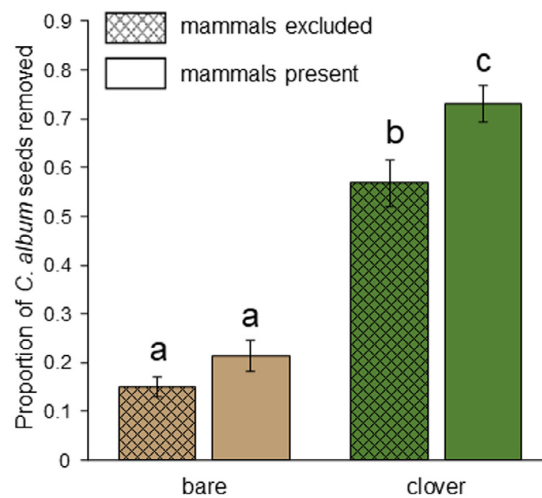 Proportion of C. album seeds removed
0.9
0.8
0.7
0.6
0.5
0.4
0.3
0.2
0.1
0
mammals excluded
mammals present
a
a
b
c
bare
clover